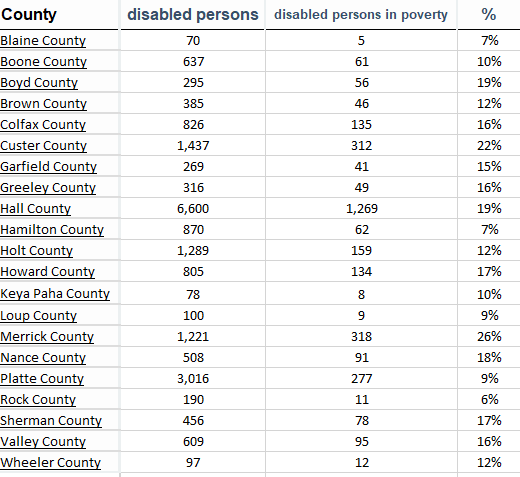 County disabled persons disabled persons in poverty %
Blaine County 70 5 7%
Boone County 637 61 10%
Boyd County 295 56 19%
Brown County 385 46 12%
Colfax County 826 135 16%
Custer County 1,437 312 22%
Garfield County 269 41 15%
Greeley County 316 49 16%
Hall County 6,600 1,269 19%
Hamilton County 870 62 7%
Holt County 1,289 159 12%
Howard County 805 134 17%
Keya Paha County 78 8 10%
Loup County 100 9 9%
Merrick County 1,221 318 26%
Nance County 508 91 18%
Platte County 3,016 277 9%
Rock County 190 11 6%
Sherman County 456 78 17%
Valley County 609 95 16%
Wheeler County 97 12 12%